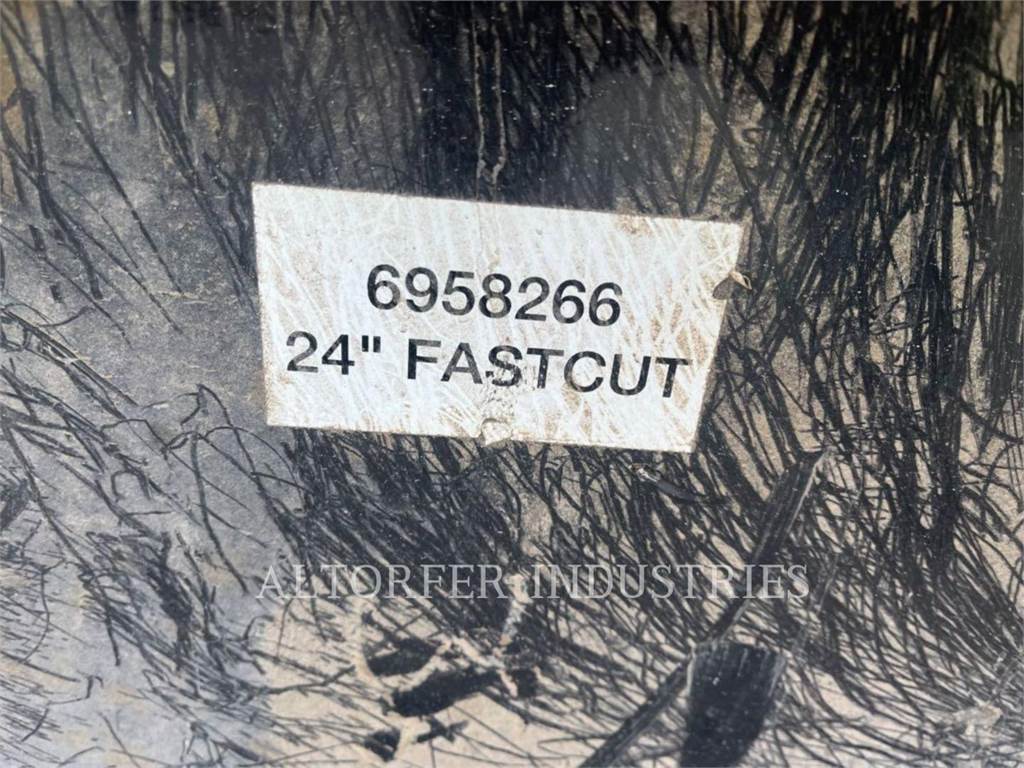 6958266
24" FASTCUT
ALTORFER INDUSTRIES